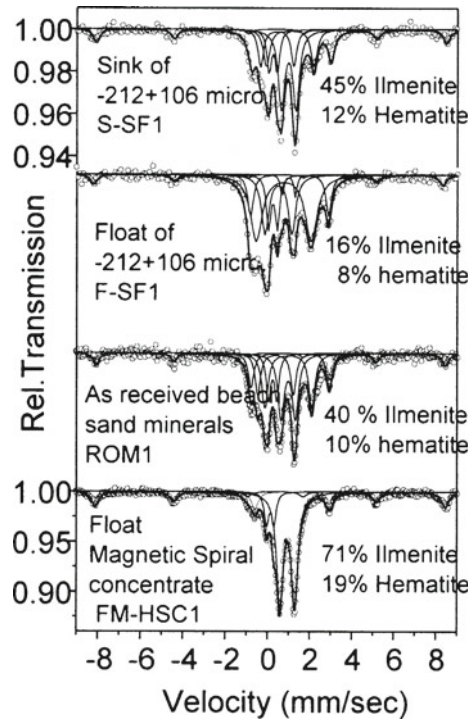 1.00
0.98
0.96
0.94
Sink of
-212+106 micro
S-SF1
45% Ilmenite
12% Hematite
Float of
-212+106 micro
F-SF1
16% Ilmenite
8% hematite
Rel.Transmission
As received beach
sand minerals
ROM1
40 % Ilmenite
10% hematite
1.00
0.95
0.90
Float
Magnetic Spiral
concentrate
FM-HSC1
71% Ilmenite
19% Hematite
-8 -6 -4 -2 0 2 4 6 8
Velocity (mm/sec)